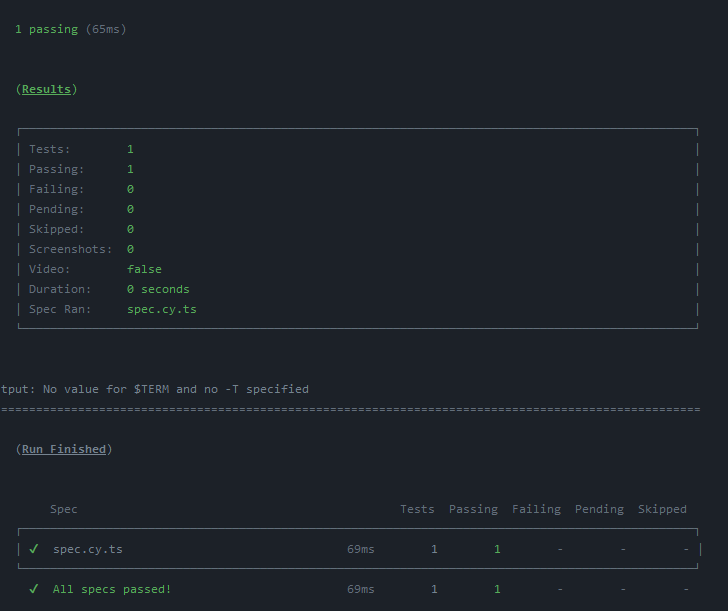 1 passing (65ms)
(Results)
Tests: 1
Passing: 1
Failing: 0
Pending: 0
Skipped: 0
Screenshots: 0
Video: false
Duration: 0 seconds
Spec Ran: spec.cy.ts
tput: No value for $TERM and no -T specified
====================================================================================================
(Run Finished)
Spec Tests Passing Failing Pending Skipped
✓ spec.cy.ts 69ms 1 1 - - -
✓ All specs passed! 69ms 1 1 - - -